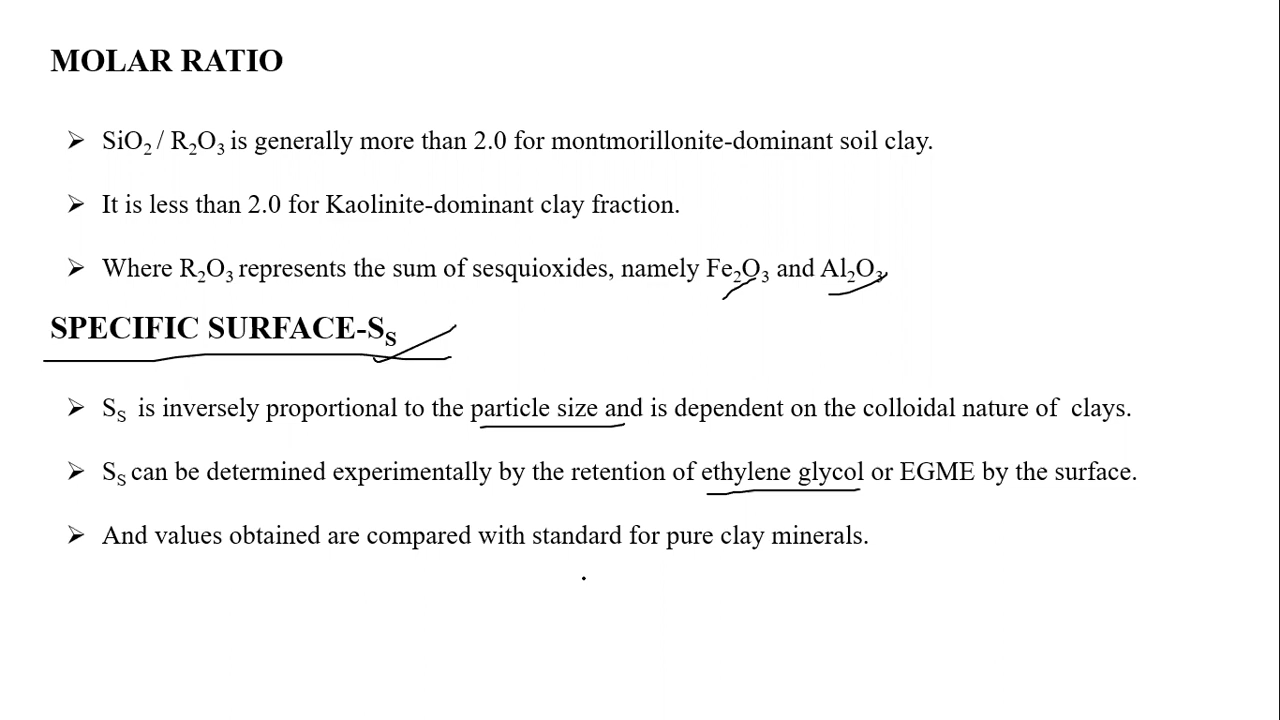 MOLAR RATIO
➢ SiO₂ / R₂O₃ is generally more than 2.0 for montmorillonite-dominant soil clay.
➢ It is less than 2.0 for Kaolinite-dominant clay fraction.
➢ Where R₂O₃ represents the sum of sesquioxides, namely Fe₂O₃ and Al₂O₃
SPECIFIC SURFACE-Sₛ
➢ Sₛ is inversely proportional to the particle size and is dependent on the colloidal nature of clays.
➢ Sₛ can be determined experimentally by the retention of ethylene glycol or EGME by the surface.
➢ And values obtained are compared with standard for pure clay minerals.